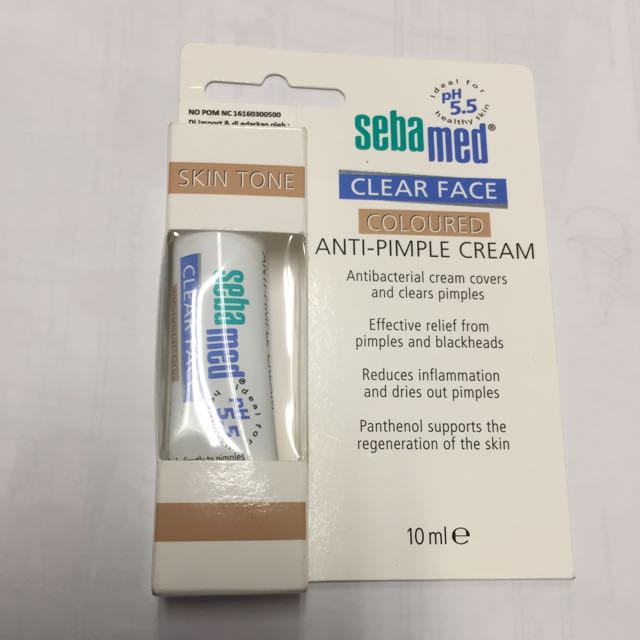 NO POM NC 16160300500
Di import & di edarkan oleh :
SKIN TONE
sebamed®
CLEAR FACE
pH
5.5
ideal for
directly to pimples
ideal for
healthy skin
pH
5.5
sebamed®
CLEAR FACE
COLOURED
ANTI-PIMPLE CREAM
Antibacterial cream covers
and clears pimples
Effective relief from
pimples and blackheads
Reduces inflammation
and dries out pimples
Panthenol supports the
regeneration of the skin
10 ml e